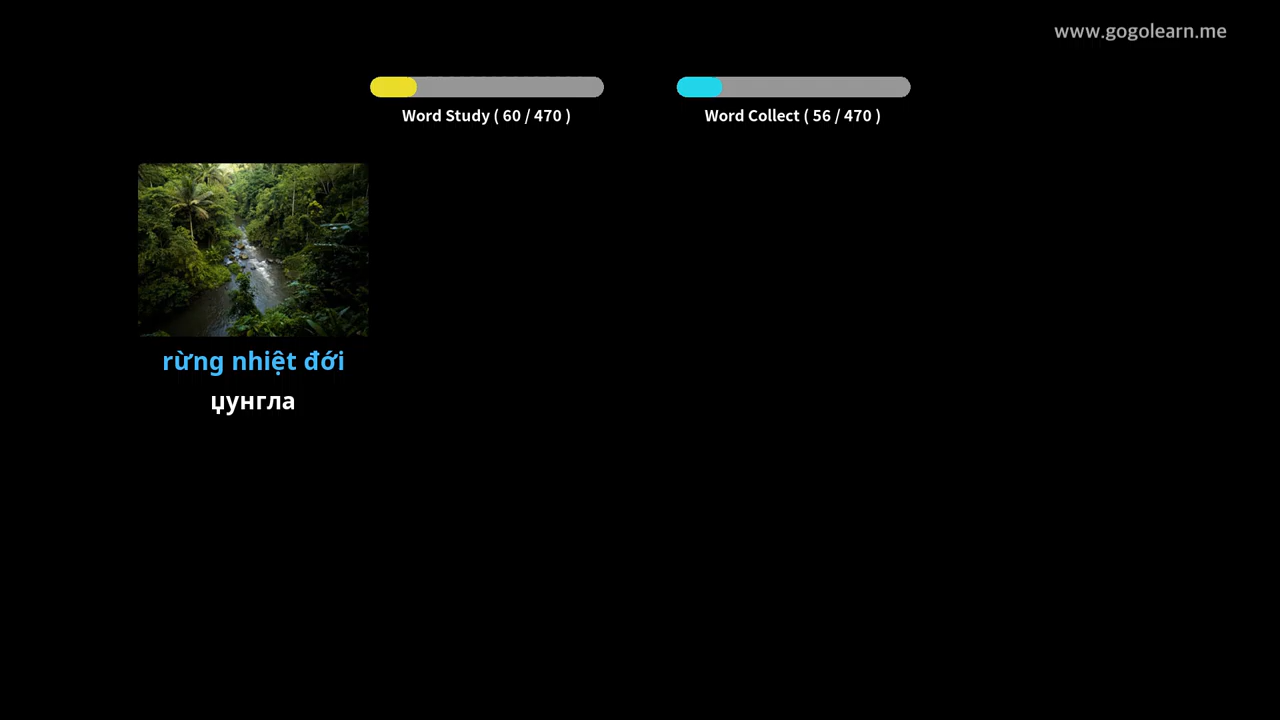 www.gogolearn.me
Word Study ( 60 / 470 )
Word Collect ( 56 / 470 )
rừng nhiệt đới
џунгла